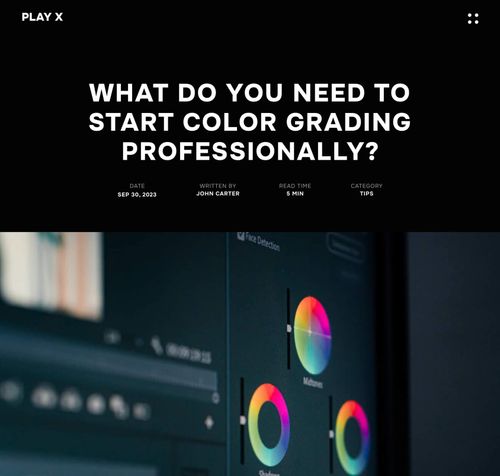 PLAY X
WHAT DO YOU NEED TO
START COLOR GRADING
PROFESSIONALLY?
DATE
SEP 30, 2023
WRITTEN BY
JOHN CARTER
READ TIME
5 MIN
CATEGORY
TIPS
Face Detection
Midtones